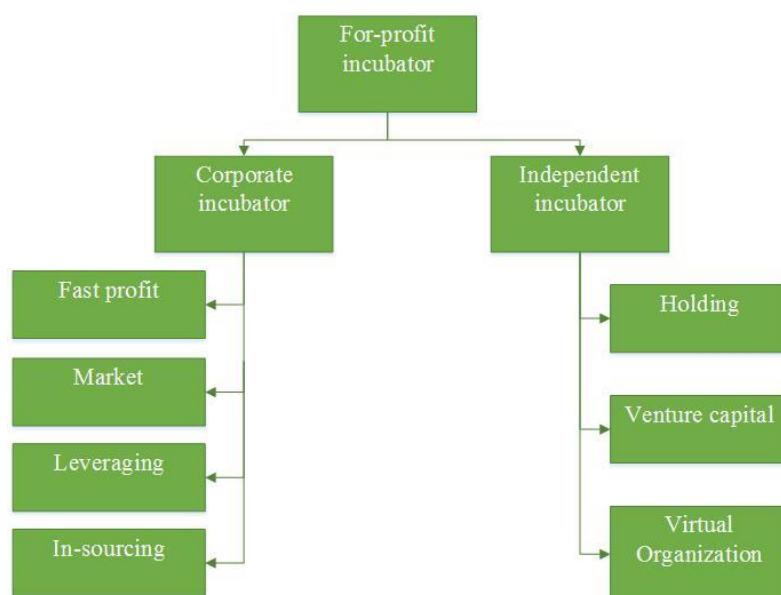 For-profit
incubator
Corporate
incubator
Independent
incubator
Fast profit
Market
Leveraging
In-sourcing
Holding
Venture capital
Virtual
Organization